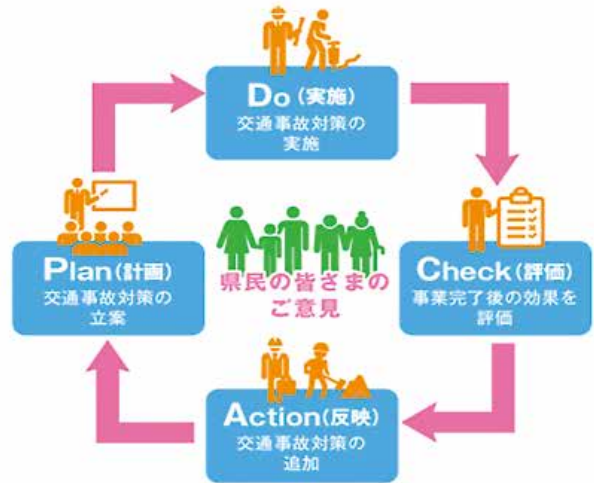 Do(実施)
交通事故対策の
実施
Plan(計画)
交通事故対策の
立案
県民の皆さまの
ご意見
Check(評価)
事業完了後の効果を
評価
Action(反映)
交通事故対策の
追加